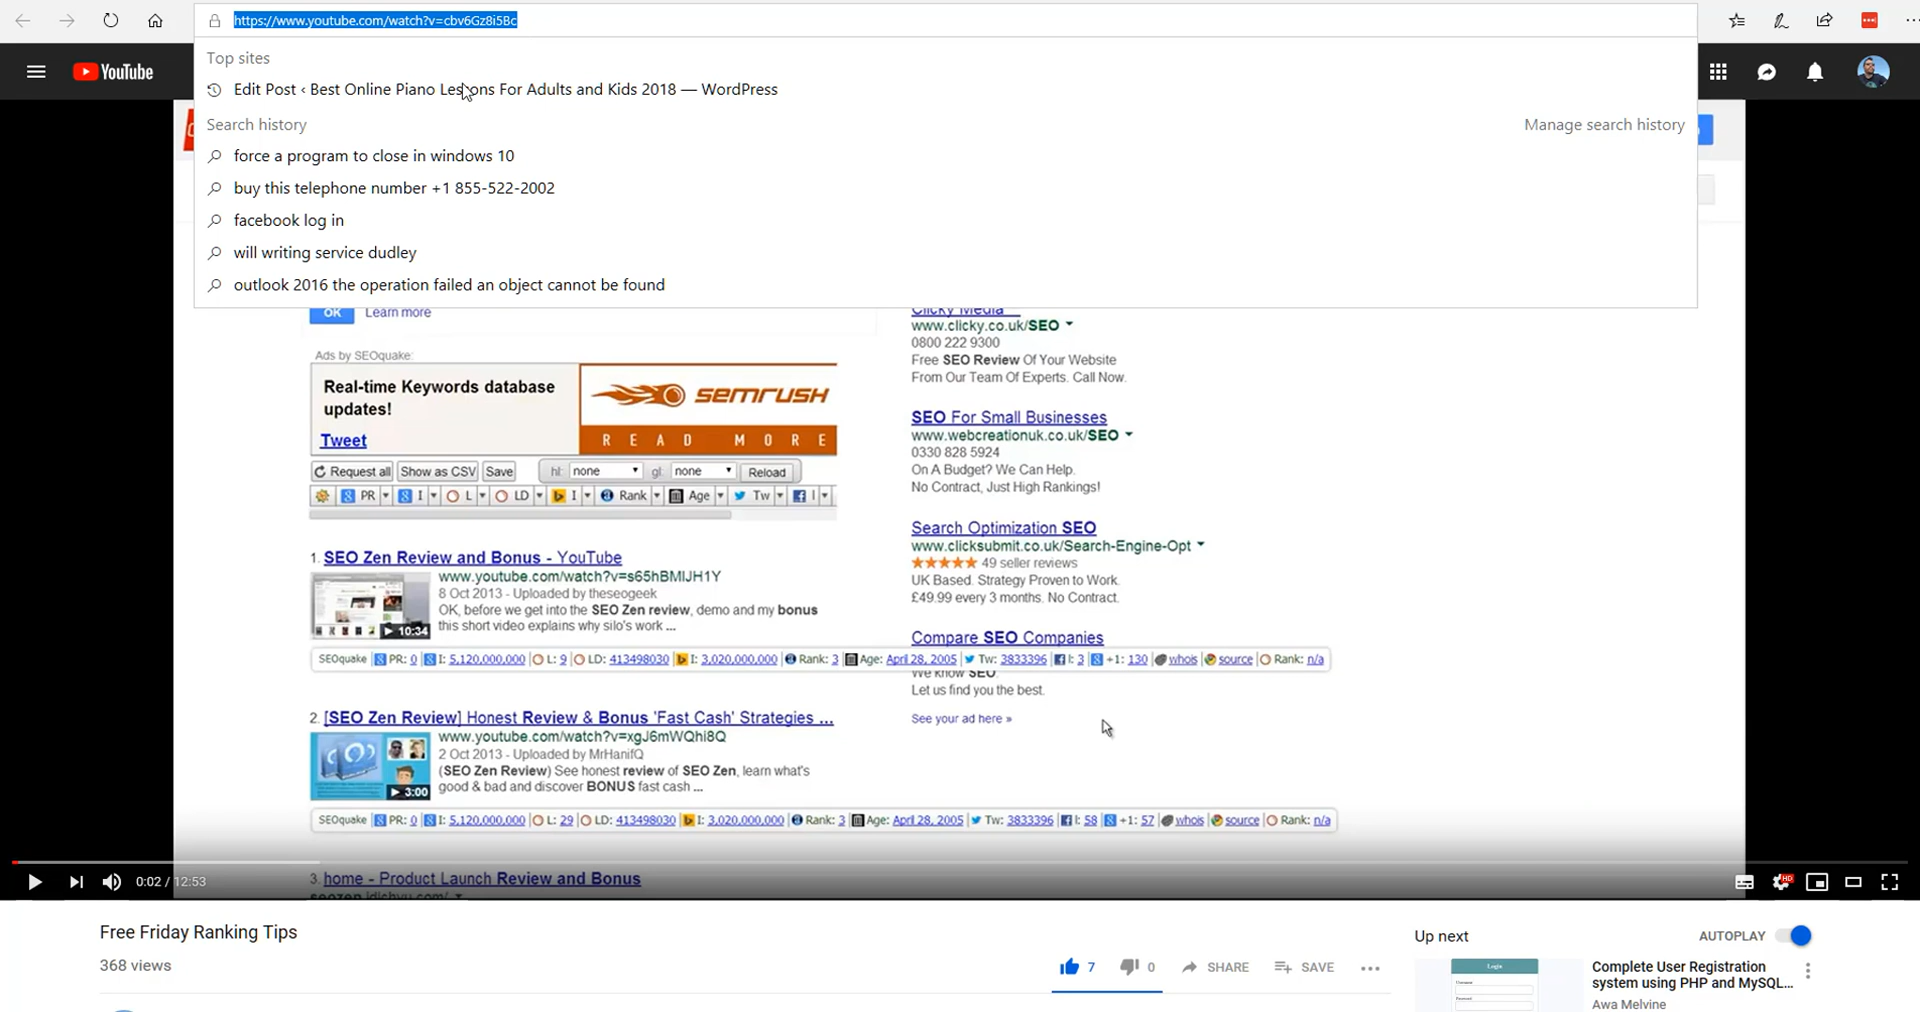 https://www.youtube.com/watch?v=cbv6Gz8i5Bc
Top sites
Edit Post ‹ Best Online Piano Lessons For Adults and Kids 2018 — WordPress
Search history
Manage search history
force a program to close in windows 10
buy this telephone number +1 855-522-2002
facebook log in
will writing service dudley
outlook 2016 the operation failed an object cannot be found
YouTube
OK Learn more
Ads by SEOquake:
Real-time Keywords database
updates!
Tweet
SEMRUSH
READ MORE
Request all Show as CSV Save hl: none gl: none Reload
PR I L LD I Rank Age Tw I
Clicky Media
www.clicky.co.uk/SEO
0800 222 9300
Free SEO Review Of Your Website
From Our Team Of Experts. Call Now.
SEO For Small Businesses
www.webcreationuk.co.uk/SEO
0330 828 5924
On A Budget? We Can Help.
No Contract, Just High Rankings!
Search Optimization SEO
www.clicksubmit.co.uk/Search-Engine-Opt
49 seller reviews
UK Based. Strategy Proven to Work.
£49.99 every 3 months. No Contract.
Compare SEO Companies
We know SEO.
Let us find you the best.
See your ad here »
1. SEO Zen Review and Bonus - YouTube
www.youtube.com/watch?v=s65hBMIJH1Y
8 Oct 2013 - Uploaded by theseogeek
OK, before we get into the SEO Zen review, demo and my bonus
this short video explains why silo's work ...
10:34
SEOquake PR: 0 I: 5,120,000,000 L: 9 LD: 413498030 I: 3,020,000,000 Rank: 3 Age: April 28, 2005 Tw: 3833396 I: 3 +1: 130 whois source Rank: n/a
2. [SEO Zen Review] Honest Review & Bonus 'Fast Cash' Strategies ...
www.youtube.com/watch?v=xgJ6mWQhi8Q
2 Oct 2013 - Uploaded by MrHanifQ
(SEO Zen Review) See honest review of SEO Zen, learn what's
good & bad and discover BONUS fast cash ...
3:00
SEOquake PR: 0 I: 5,120,000,000 L: 29 LD: 413498030 I: 3,020,000,000 Rank: 3 Age: April 28, 2005 Tw: 3833396 I: 58 +1: 57 whois source Rank: n/a
3. home - Product Launch Review and Bonus
0:02 / 12:53
HD
Free Friday Ranking Tips
368 views
7 0 SHARE SAVE
Up next
AUTOPLAY
Login
Complete User Registration
system using PHP and MySQL...
Awa Melvine